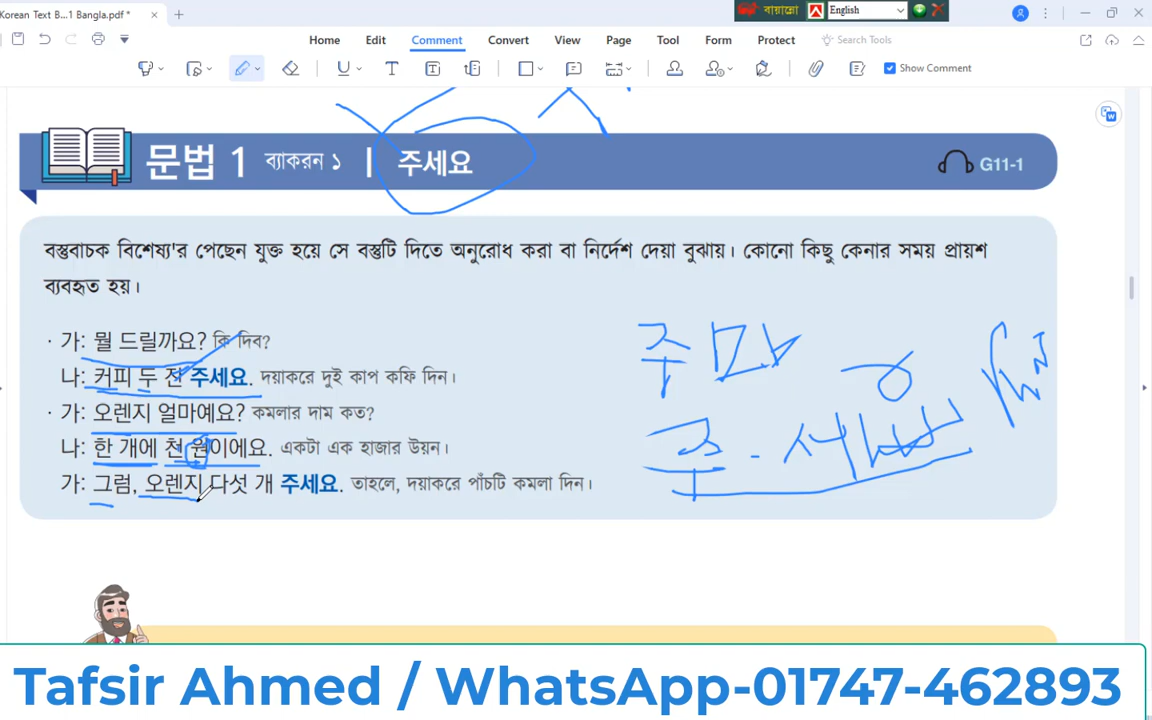 Korean Text B...1 Bangla.pdf *
বায়ান্নো English
Home Edit Comment Convert View Page Tool Form Protect Search Tools
Show Comment
문법 1 ব্যাকরন ১ | 주세요 G11-1
বস্তুবাচক বিশেষ্য'র পেছেন যুক্ত হয়ে সে বস্তুটি দিতে অনুরোধ করা বা নির্দেশ দেয়া বুঝায়। কোনো কিছু কেনার সময় প্রায়শ
ব্যবহৃত হয়।
· 가: 뭘 드릴까요? কি দিব?
나: 커피 두 잔 주세요. দয়াকরে দুই কাপ কফি দিন।
· 가: 오렌지 얼마예요? কমলার দাম কত?
나: 한 개에 천 원이에요. একটা এক হাজার উয়ন।
가: 그럼, 오렌지 다섯 개 주세요. তাহলে, দয়াকরে পাঁচটি কমলা দিন।
Tafsir Ahmed / WhatsApp-01747-462893